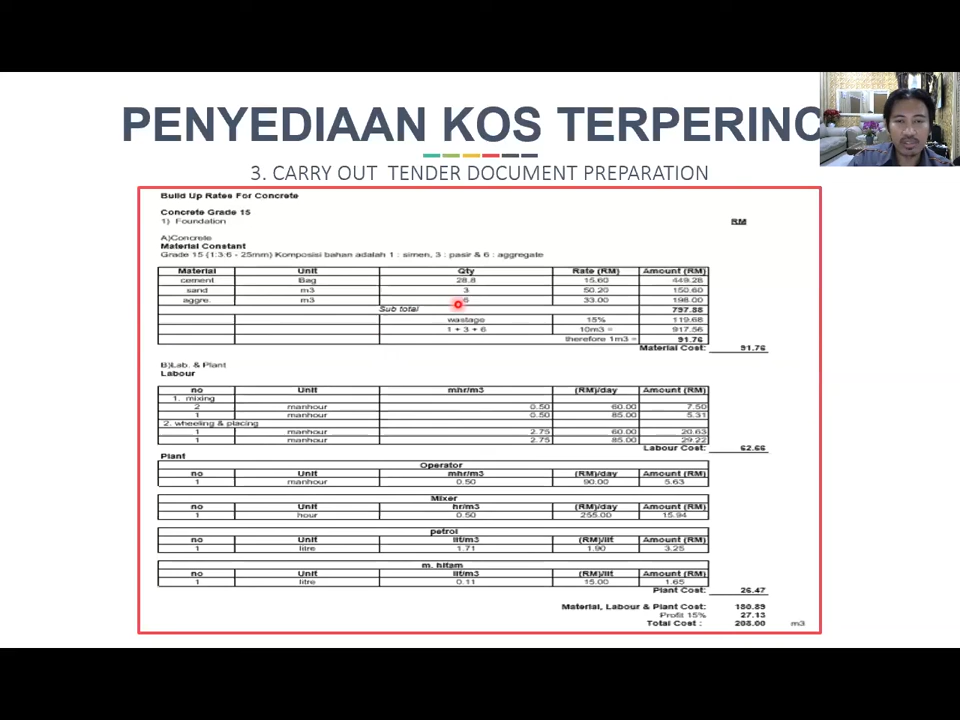 PENYEDIAAN KOS TERPERINC
3. CARRY OUT TENDER DOCUMENT PREPARATION
Build Up Rates For Concrete
Concrete Grade 15
1) Foundation RM
A)Concrete
Material Constant
Grade 15 (1:3:6 - 25mm) Komposisi bahan adalah 1 : simen, 3 : pasir & 6 : aggregate
Material Unit Qty Rate (RM) Amount (RM)
cement Bag 28.8 15.60 449.28
sand m3 3 50.20 150.60
aggre. m3 6 33.00 198.00
Sub total 797.88
wastage 15% 119.68
1 + 3 + 6 10m3 = 917.56
therefore 1m3 = 91.76
Material Cost: 91.76
B)Lab. & Plant
Labour
no Unit mhr/m3 (RM)/day Amount (RM)
1. mixing
2 manhour 0.50 60.00 7.50
1 manhour 0.50 85.00 5.31
2. wheeling & placing
1 manhour 2.75 60.00 20.63
1 manhour 2.75 85.00 29.22
Labour Cost: 62.66
Plant
Operator
no Unit mhr/m3 (RM)/day Amount (RM)
1 manhour 0.50 90.00 5.63
Mixer
no Unit hr/m3 (RM)/day Amount (RM)
1 hour 0.50 255.00 15.94
petrol
no Unit lit/m3 (RM)/lit Amount (RM)
1 litre 1.71 1.90 3.25
m. hitam
no Unit lit/m3 (RM)/lit Amount (RM)
1 litre 0.11 15.00 1.65
Plant Cost: 26.47
Material, Labour & Plant Cost: 180.89
Profit 15% 27.13
Total Cost : 208.00 m3